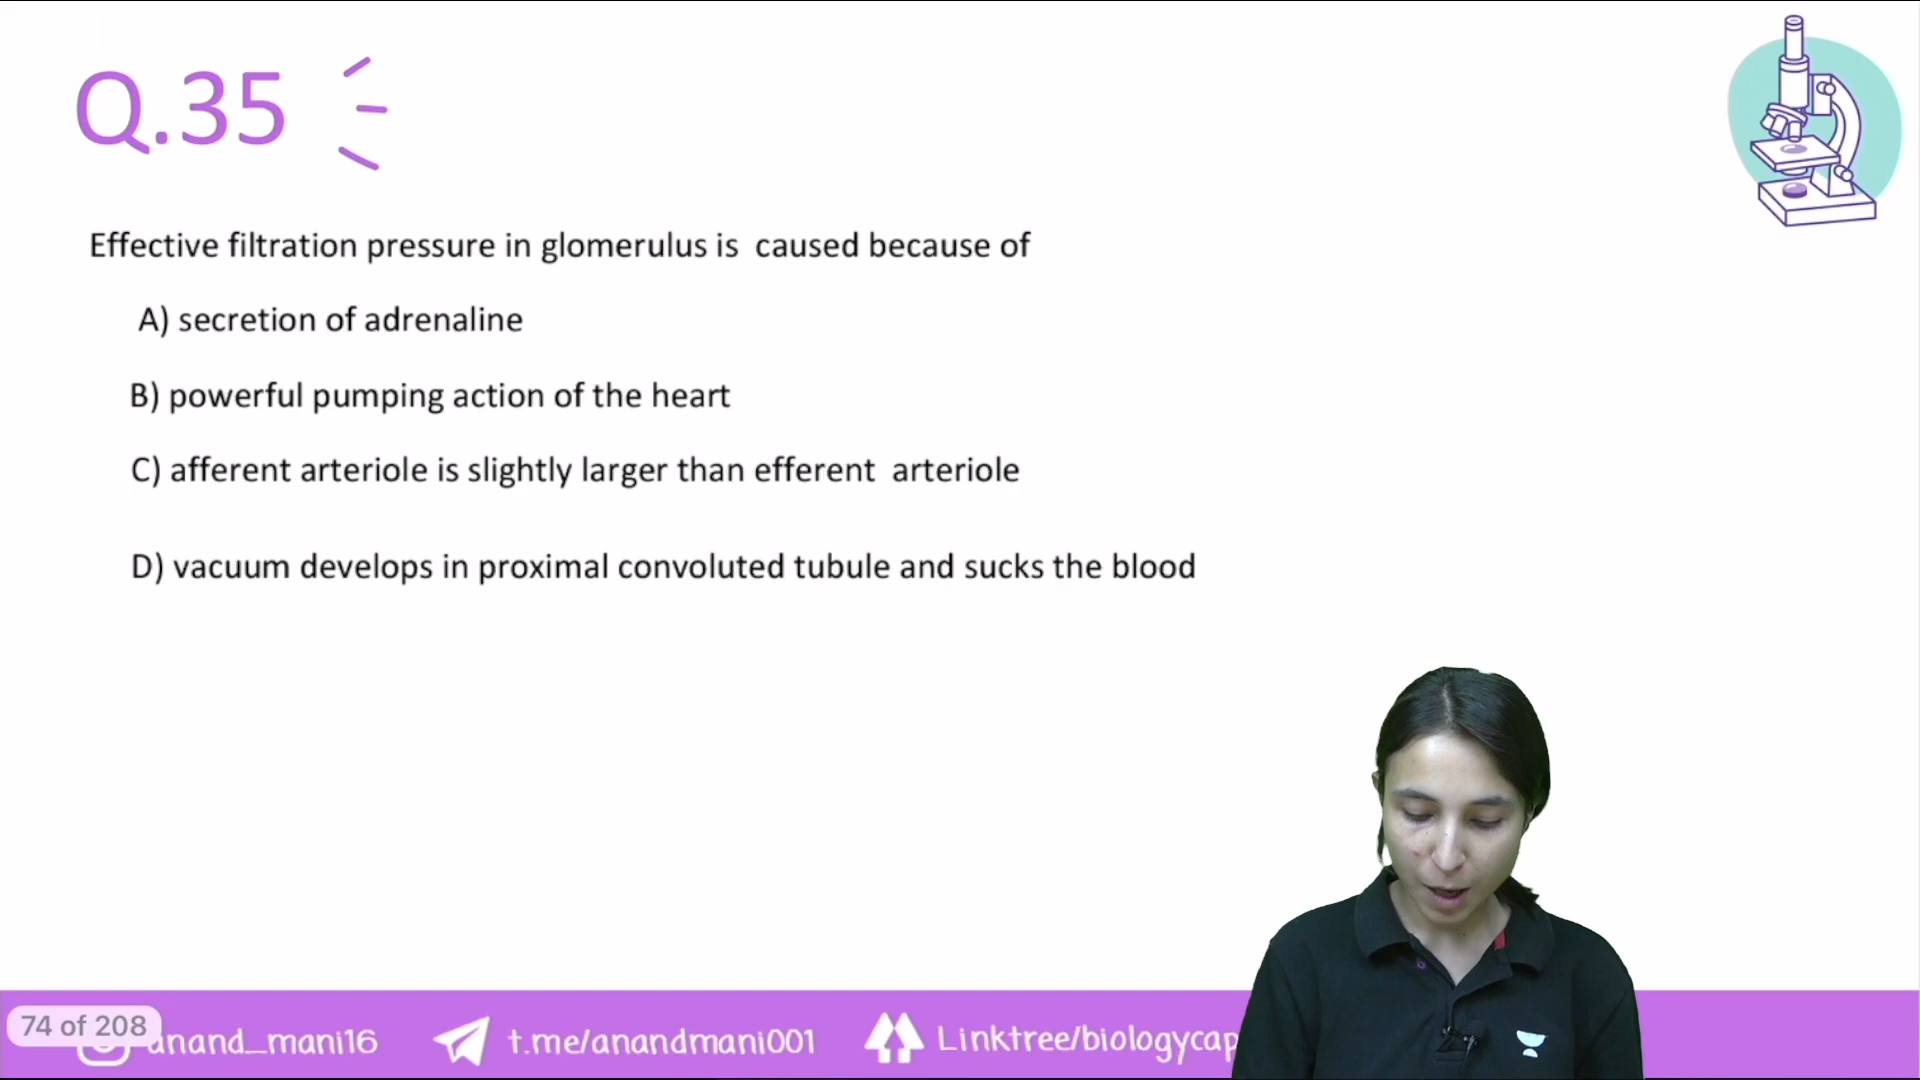 Q.35
Effective filtration pressure in glomerulus is caused because of
A) secretion of adrenaline
B) powerful pumping action of the heart
C) afferent arteriole is slightly larger than efferent arteriole
D) vacuum develops in proximal convoluted tubule and sucks the blood
74 of 208
anand_mani16
t.me/anandmani001